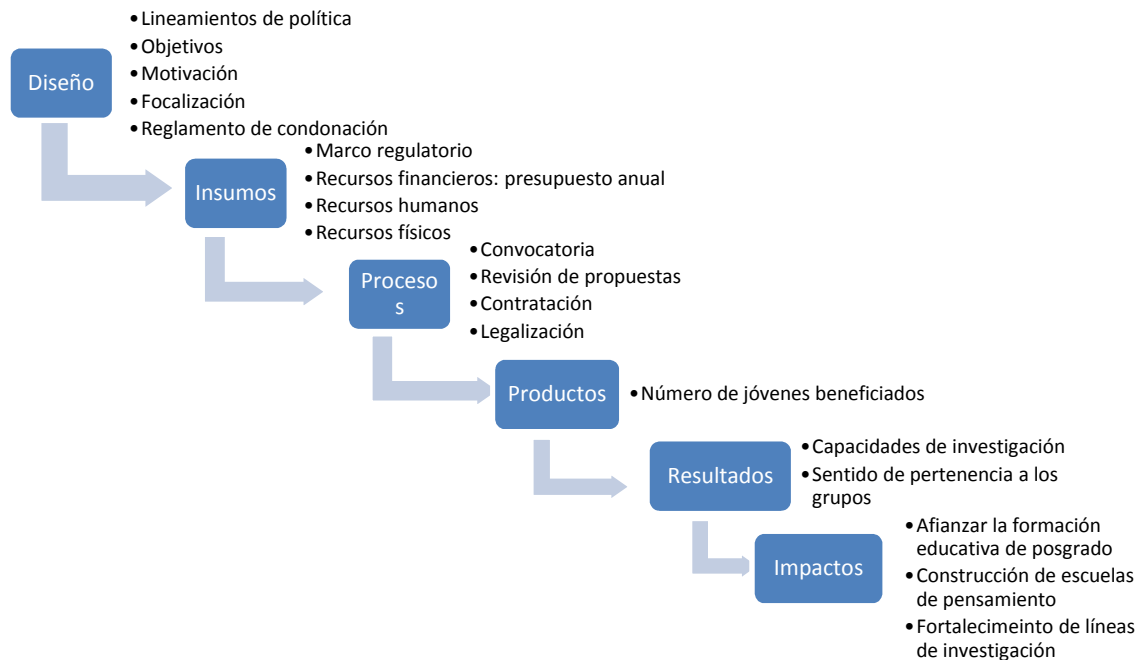 Diseño
•Lineamientos de política
•Objetivos
•Motivación
•Focalización
•Reglamento de condonación
Insumos
•Marco regulatorio
•Recursos financieros: presupuesto anual
•Recursos humanos
•Recursos físicos
Proceso
s
•Convocatoria
•Revisión de propuestas
•Contratación
•Legalización
Productos
•Número de jóvenes beneficiados
Resultados
•Capacidades de investigación
•Sentido de pertenencia a los
grupos
Impactos
•Afianzar la formación
educativa de posgrado
•Construcción de escuelas
de pensamiento
•Fortalecimeinto de líneas
de investigación